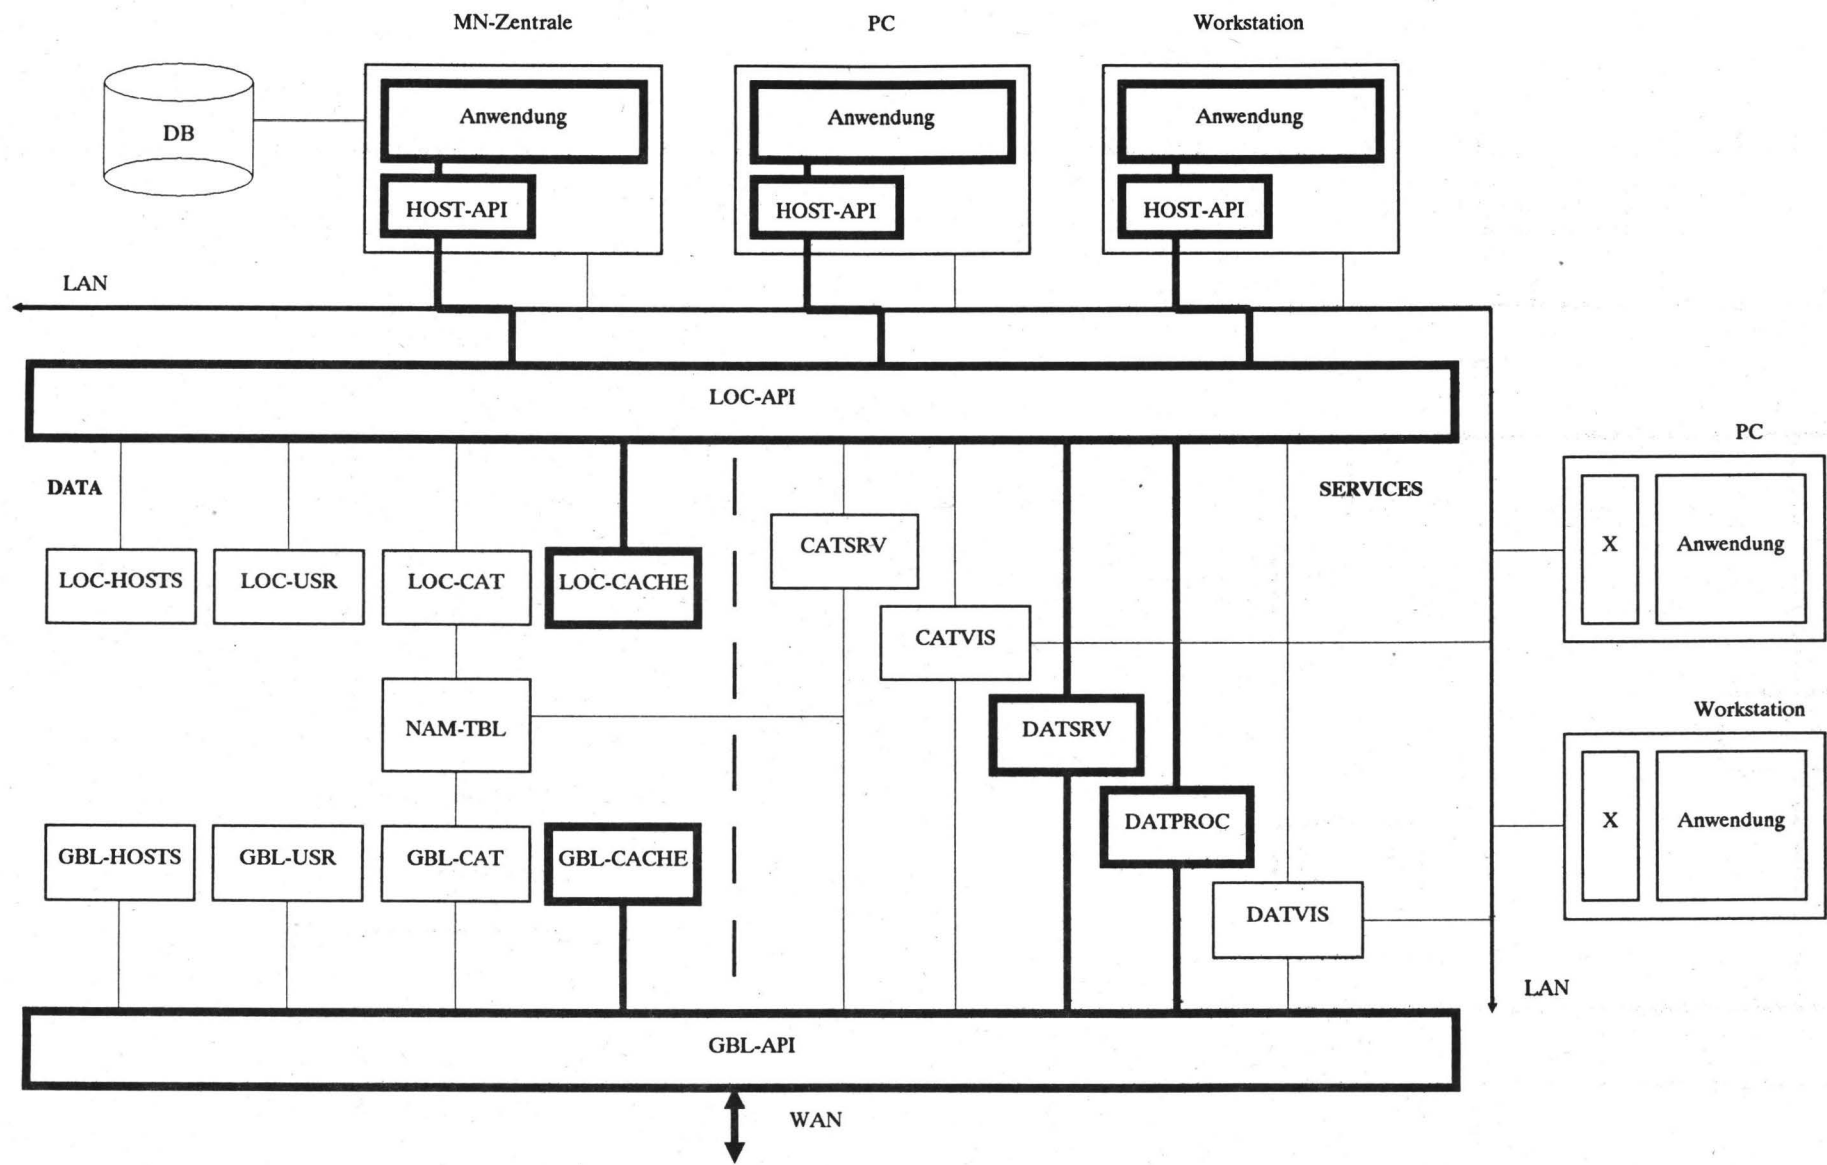 MN-Zentrale
PC
Workstation
DB
Anwendung
Anwendung
Anwendung
HOST-API
HOST-API
HOST-API
LAN
LOC-API
PC
DATA
SERVICES
X
Anwendung
CATSRV
LOC-HOSTS
LOC-USR
LOC-CAT
LOC-CACHE
CATVIS
NAM-TBL
DATSRV
Workstation
DATPROC
X
Anwendung
GBL-HOSTS
GBL-USR
GBL-CAT
GBL-CACHE
DATVIS
LAN
GBL-API
WAN